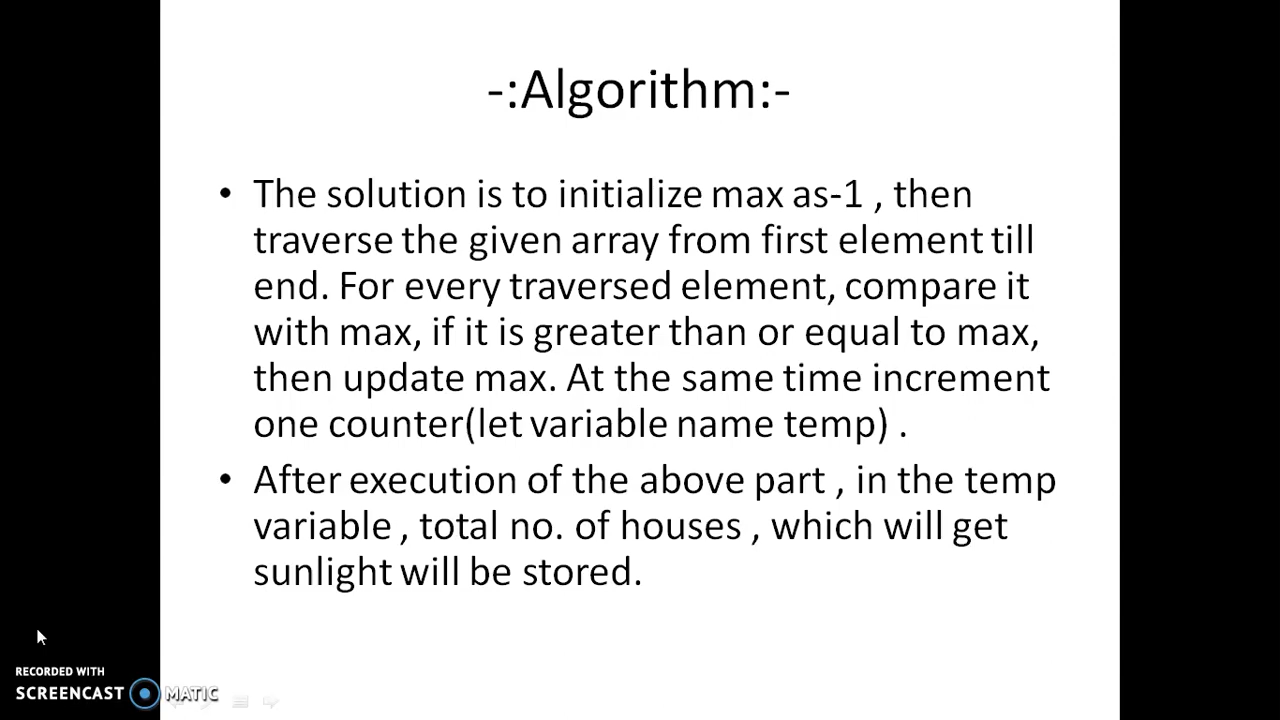 -:Algorithm:-
• The solution is to initialize max as-1 , then
traverse the given array from first element till
end. For every traversed element, compare it
with max, if it is greater than or equal to max,
then update max. At the same time increment
one counter(let variable name temp) .
• After execution of the above part , in the temp
variable , total no. of houses , which will get
sunlight will be stored.
RECORDED WITH
SCREENCAST MATIC